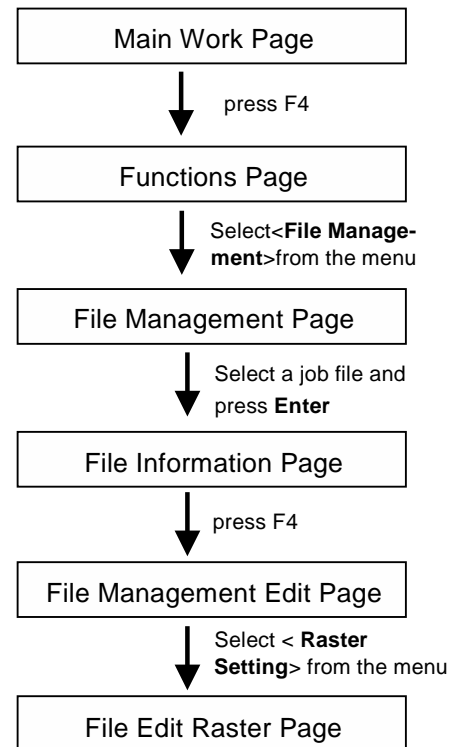 Main Work Page
press F4
Functions Page
Select<File Manage-
ment>from the menu
File Management Page
Select a job file and
press Enter
File Information Page
press F4
File Management Edit Page
Select < Raster
Setting> from the menu
File Edit Raster Page